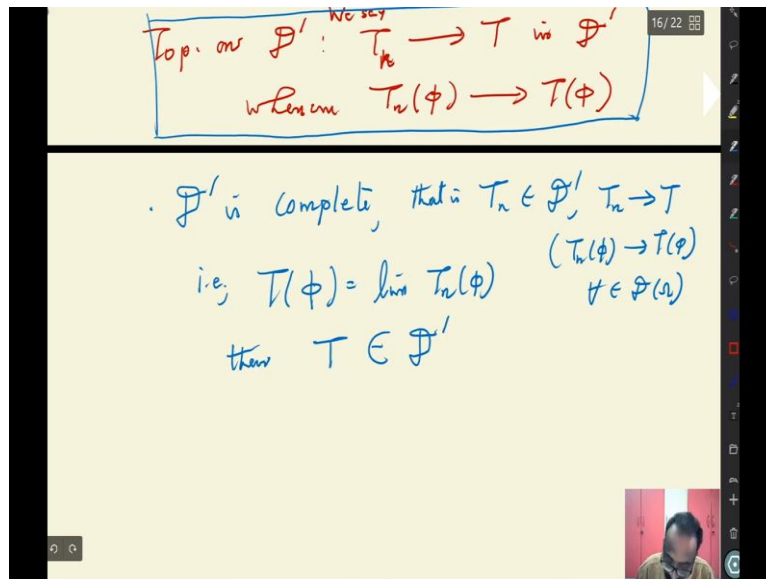 We say
Top. on 𝒟' : Tₙ ⟶ T in 𝒟'
whenever Tₙ(ϕ) ⟶ T(ϕ)
16/22
. 𝒟' is complete, that is Tₙ ∈ 𝒟', Tₙ → T
(Tₙ(ϕ) → T(ϕ)
i.e, T(ϕ) = lim Tₙ(ϕ)
∀ ∈ 𝒟(Ω)
then T ∈ 𝒟'